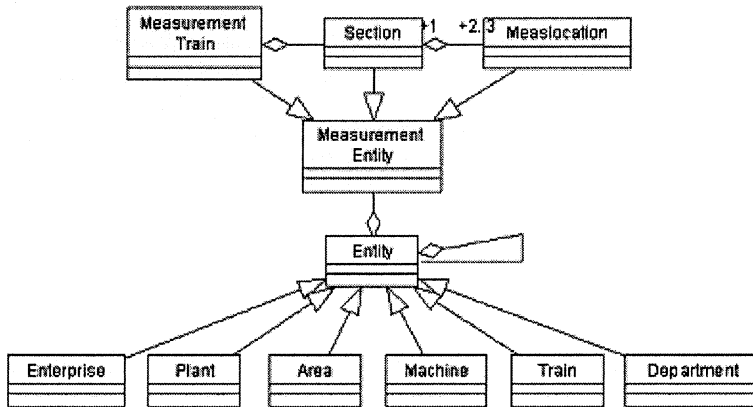 Measurement
Train
Section
+1
+2..3
Measlocation
Measurement
Entity
Entity
Enterprise
Plant
Area
Machine
Train
Department